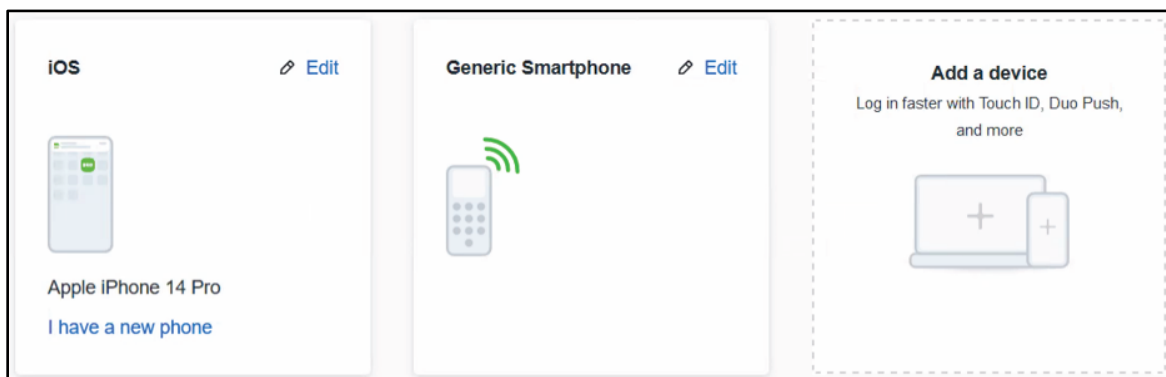 iOS
Edit
Apple iPhone 14 Pro
I have a new phone
Generic Smartphone
Edit
Add a device
Log in faster with Touch ID, Duo Push,
and more